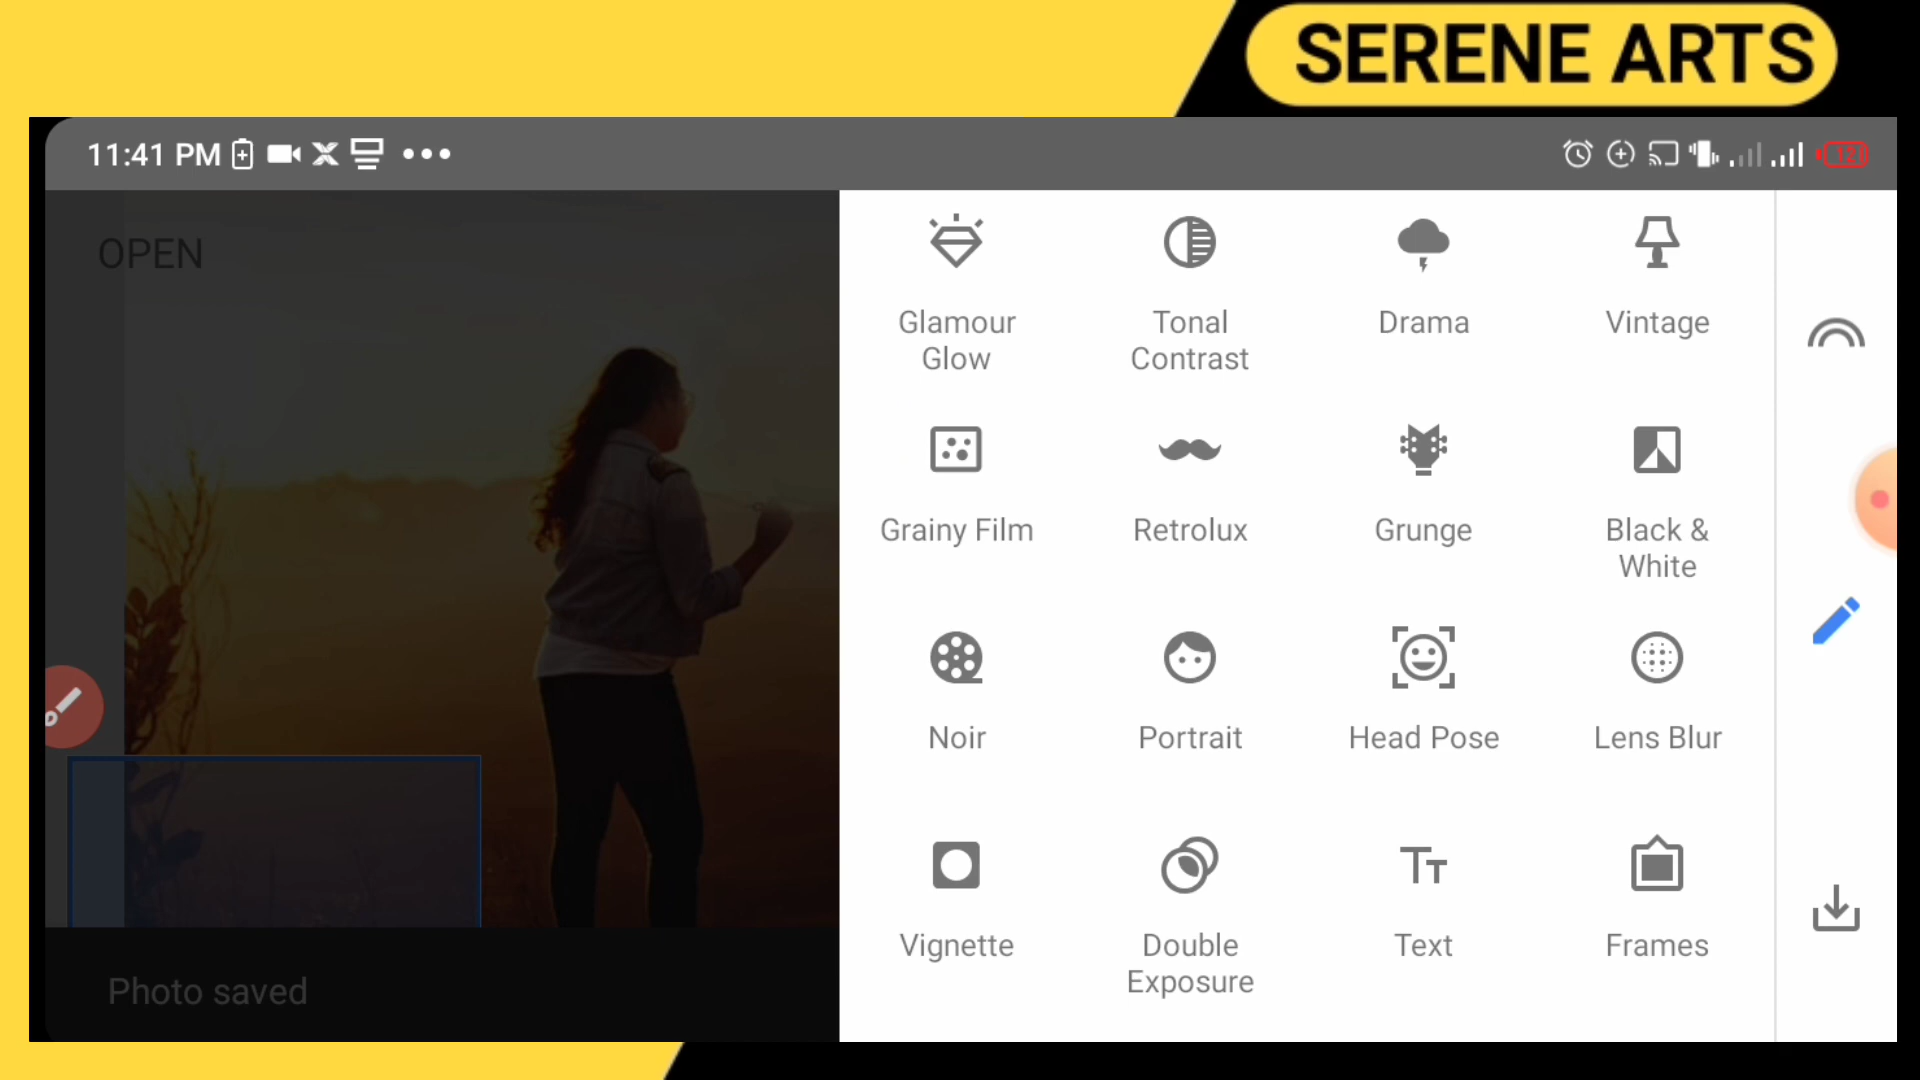 SERENE ARTS
11:41 PM
12
OPEN
Glamour
Glow
Tonal
Contrast
Drama
Vintage
Grainy Film
Retrolux
Grunge
Black &
White
Noir
Portrait
Head Pose
Lens Blur
Vignette
Double
Exposure
Text
Frames
Photo saved